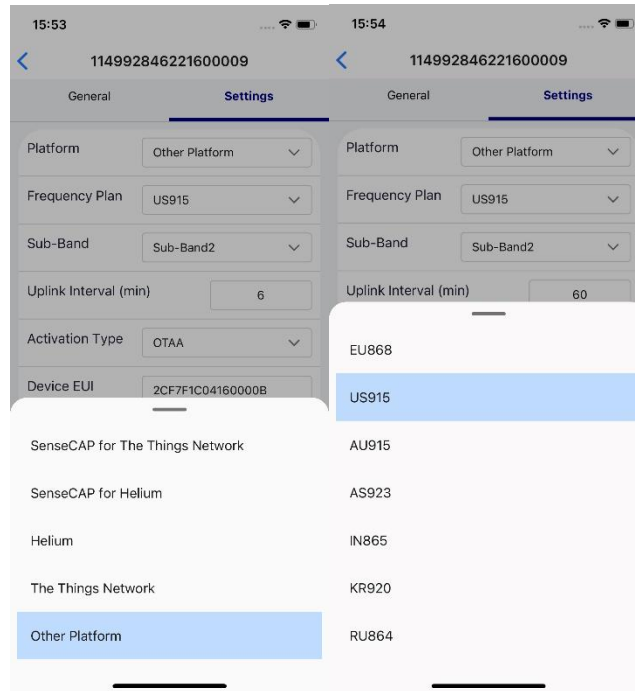 15:53
114992846221600009
General Settings
Platform Other Platform
Frequency Plan US915
Sub-Band Sub-Band2
Uplink Interval (min) 6
Activation Type OTAA
Device EUI 2CF7F1C04160000B
SenseCAP for The Things Network
SenseCAP for Helium
Helium
The Things Network
Other Platform
15:54
114992846221600009
General Settings
Platform Other Platform
Frequency Plan US915
Sub-Band Sub-Band2
Uplink Interval (min) 60
EU868
US915
AU915
AS923
IN865
KR920
RU864